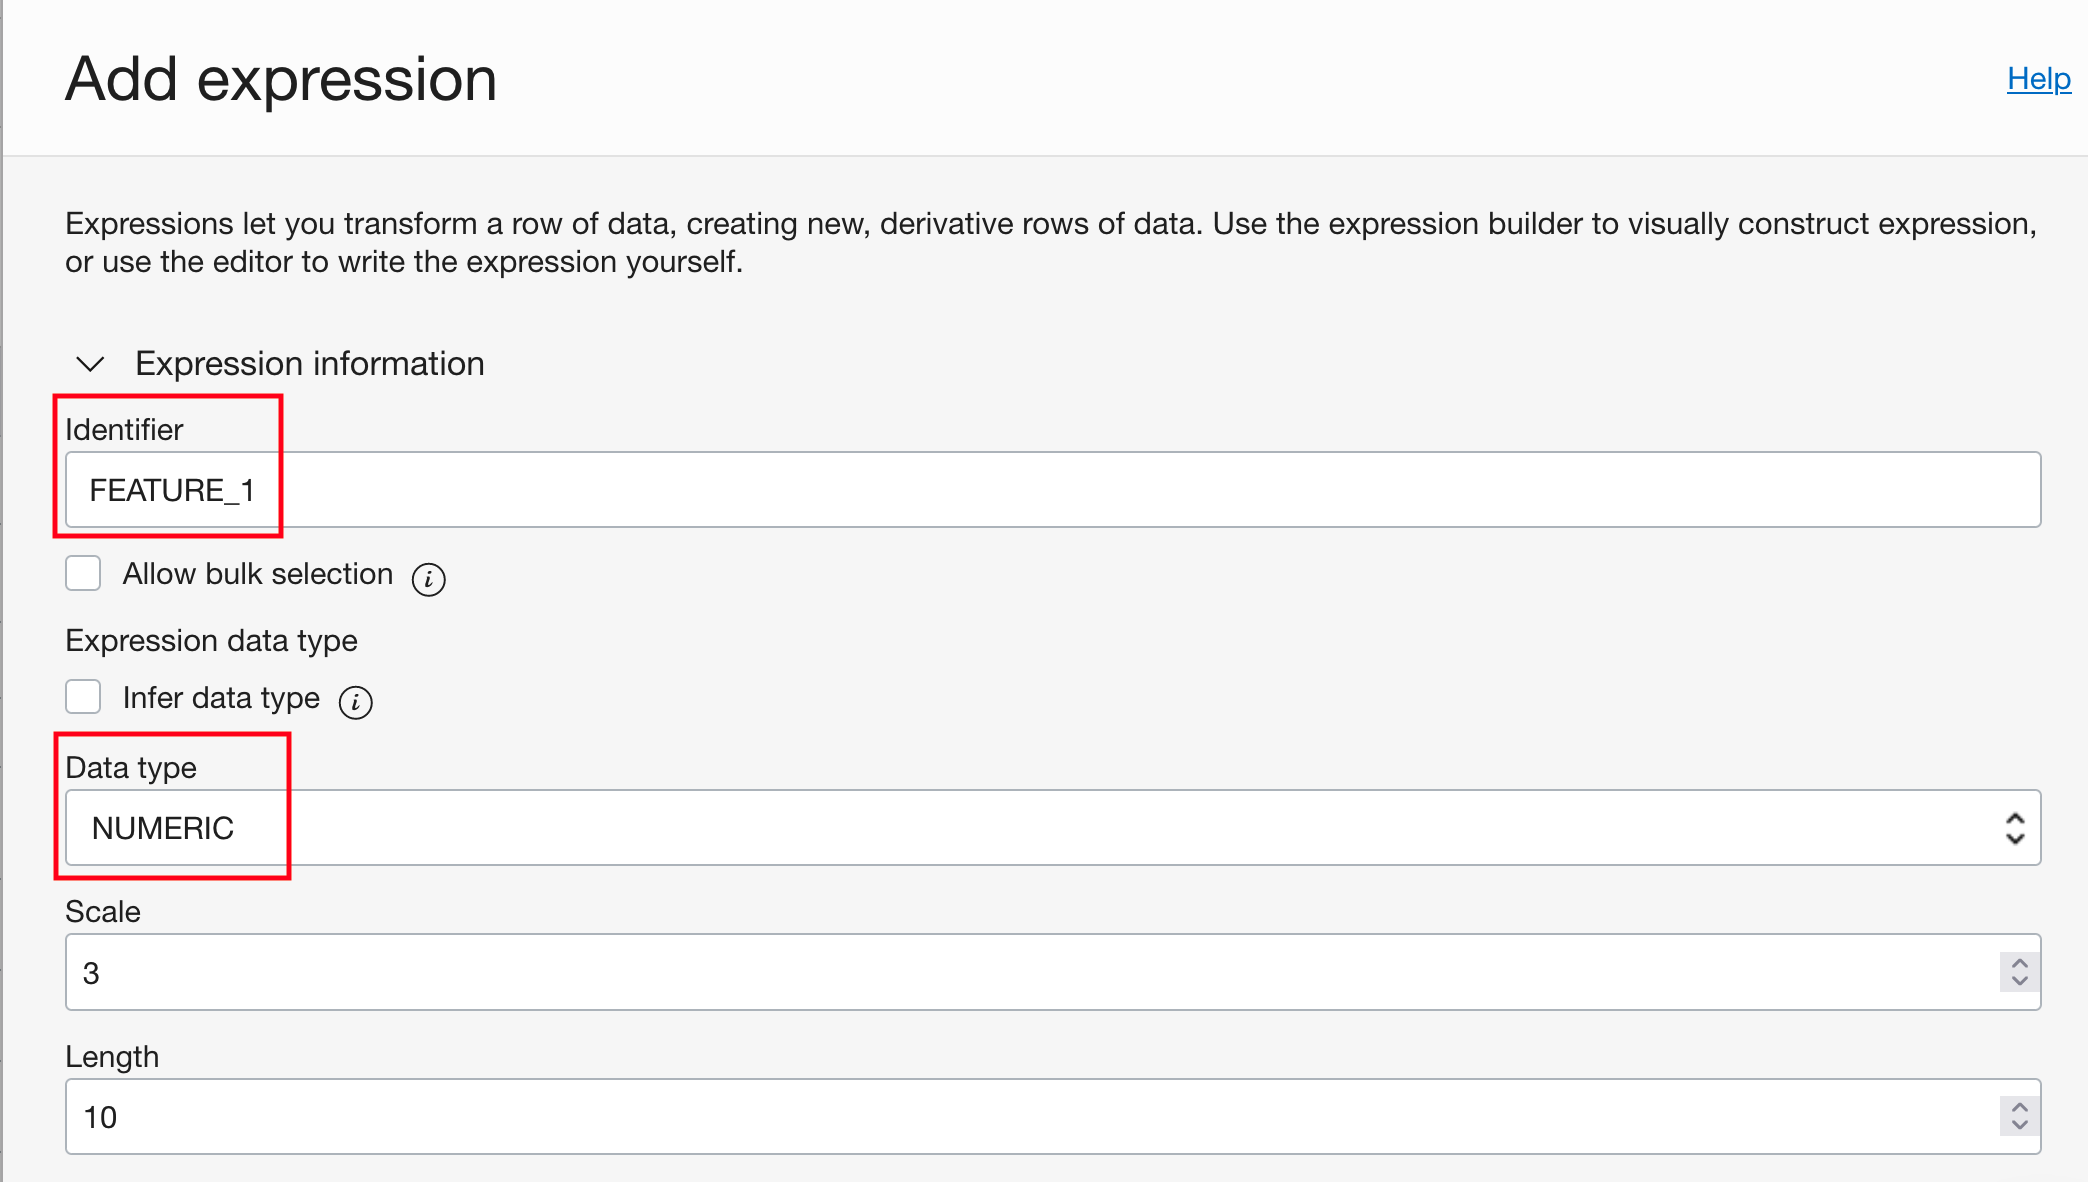 Add expression
Help
Expressions let you transform a row of data, creating new, derivative rows of data. Use the expression builder to visually construct expression,
or use the editor to write the expression yourself.
Expression information
Identifier
FEATURE_1
Allow bulk selection
Expression data type
Infer data type
Data type
NUMERIC
Scale
3
Length
10